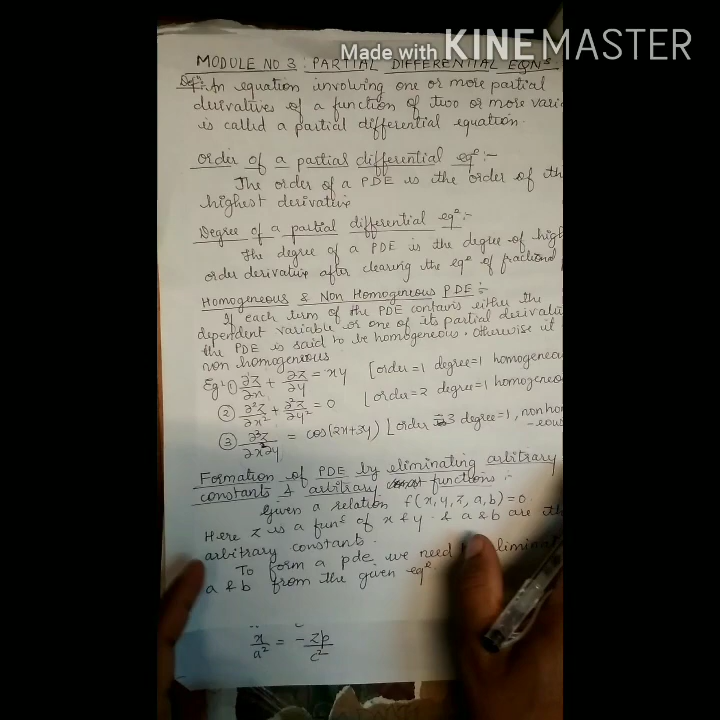 Made with KINEMASTER
MODULE NO 3 : PARTIAL DIFFERENTIAL EQNS
Defn:- An equation involving one or more partial
derivatives of a function of two or more vari
is called a partial differential equation.
Order of a partial differential eqn:-
The order of a PDE is the order of th
highest derivative
Degree of a partial differential eqn:-
The degree of a PDE is the degree of high
order derivative after clearing the eqn of fractional
Homogeneous & Non Homogeneous PDE:-
If each term of the PDE contains either the
dependent variable or one of its partial derivativ
the PDE is said to be homogeneous. Otherwise it
non homogeneous
Eg: ① ∂z/∂x + ∂z/∂y = xy [order=1 degree=1 homogenea
② ∂²z/∂x² + ∂²z/∂y² = 0 [order=2 degree=1 homogeneo
③ ∂³z/∂x²∂y = cos(2x+3y) [order = 3 degree=1, nonhom
-eous
Formation of PDE by eliminating arbitrary
constants & arbitrary functions:-
Given a relation f(x,y,z,a,b)=0
Here z is a funs of x & y & a & b are th
arbitrary constants.
To form a pde we need eliminat
a & b from the given eqn.
x/a² = -zp/c²